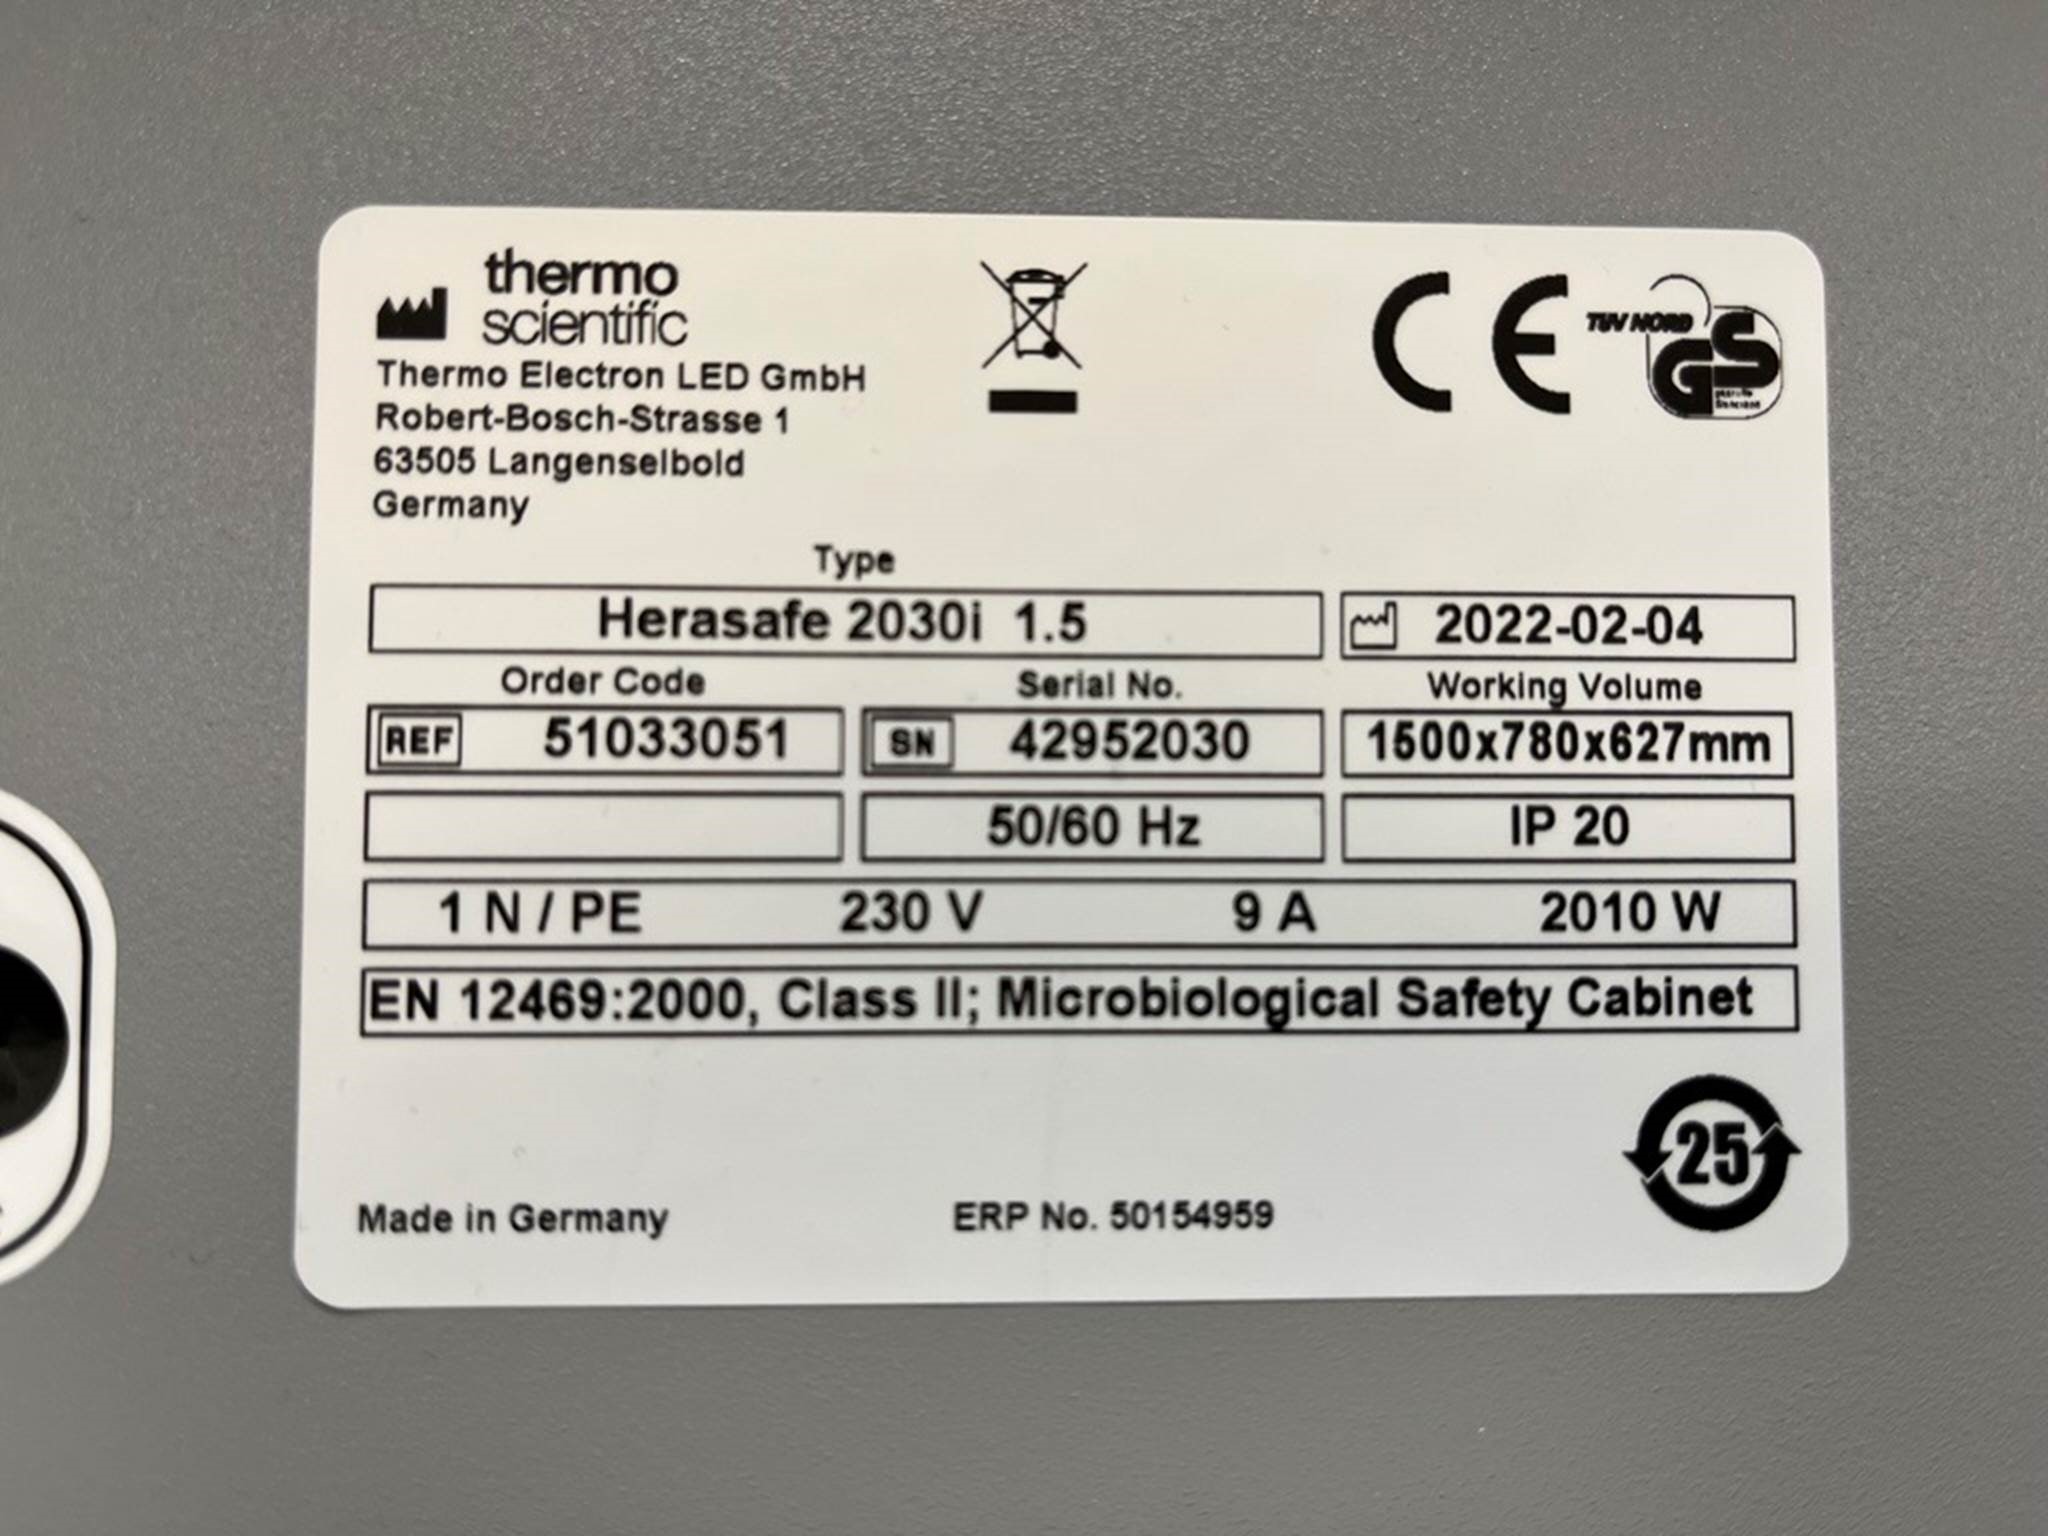 thermo
scientific
Thermo Electron LED GmbH
Robert-Bosch-Strasse 1
63505 Langenselbold
Germany
CE
TÜV NORD
GS
Type
Herasafe 2030i 1.5
2022-02-04
Order Code Serial No. Working Volume
REF 51033051 SN 42952030 1500x780x627mm
50/60 Hz IP 20
1 N / PE 230 V 9 A 2010 W
EN 12469:2000, Class II; Microbiological Safety Cabinet
25
Made in Germany ERP No. 50154959